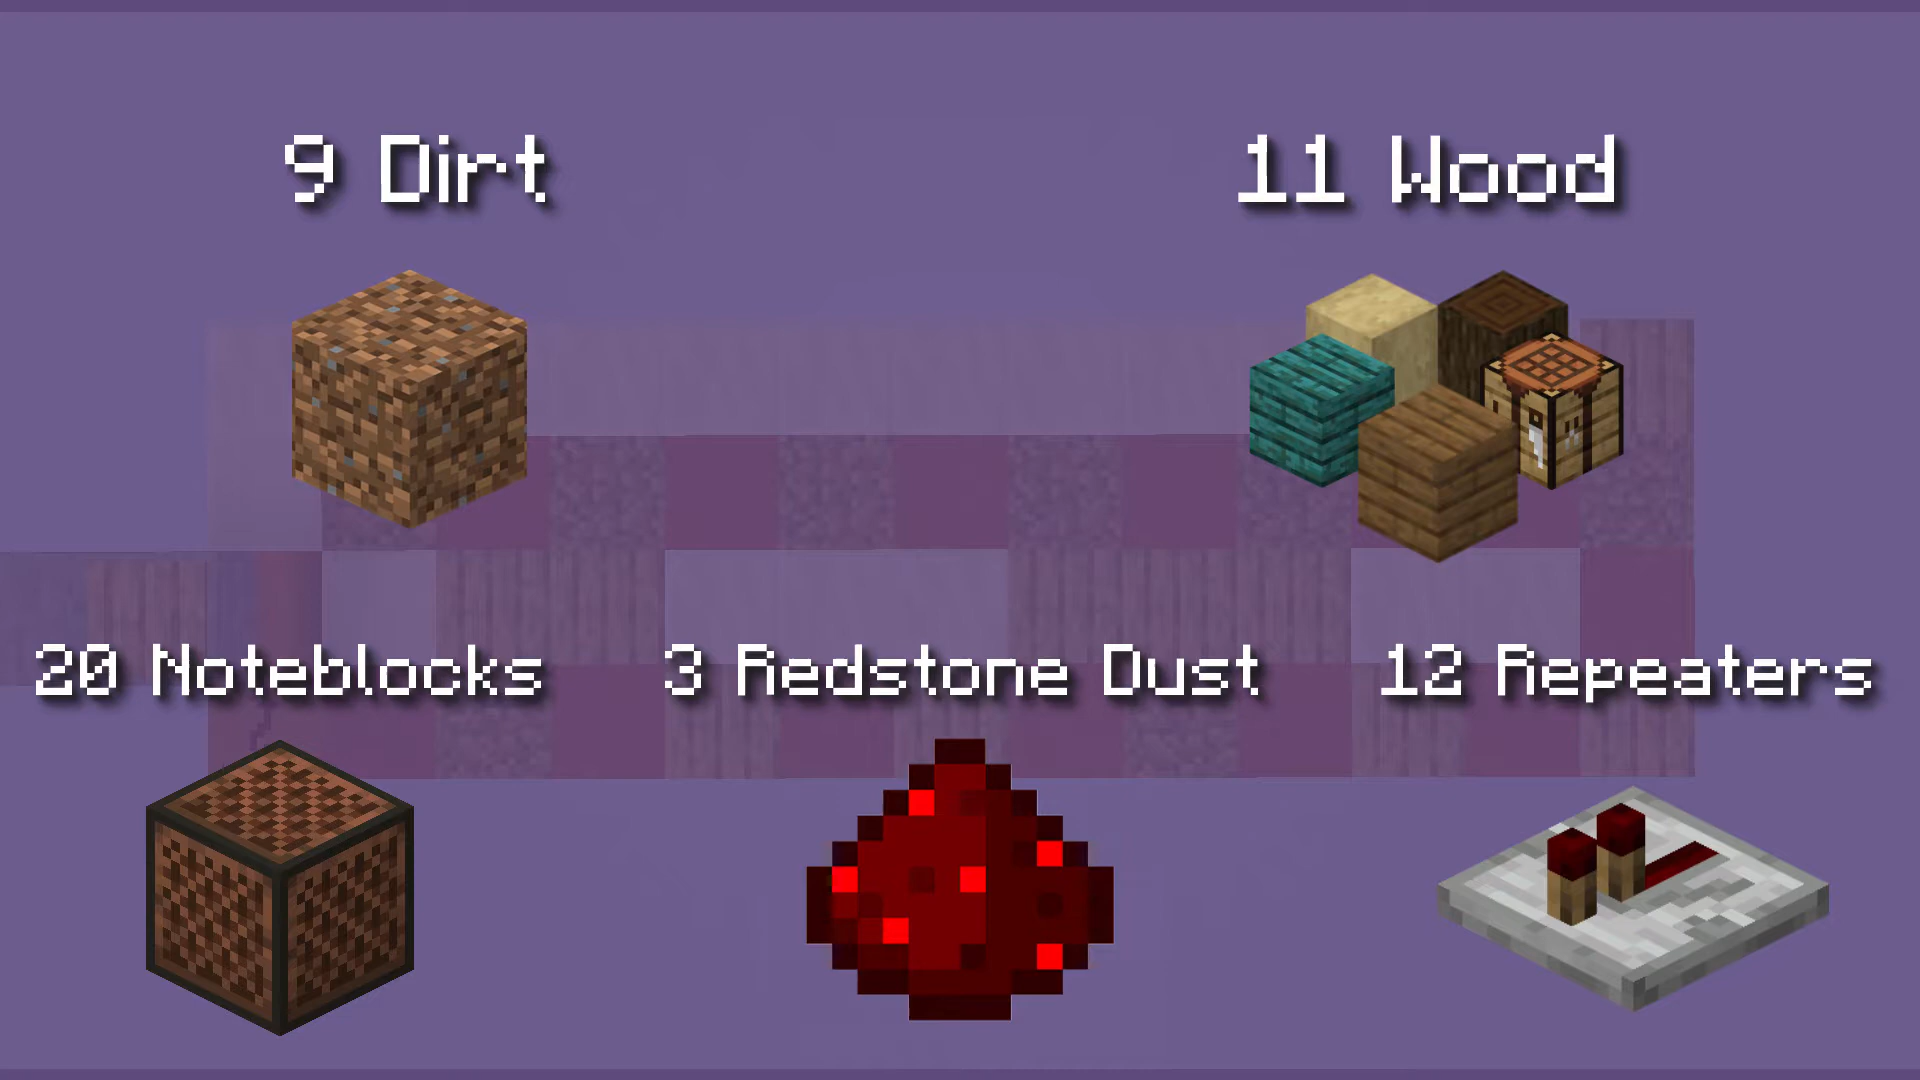 9 Dirt
11 Wood
20 Noteblocks
3 Redstone Dust
12 Repeaters